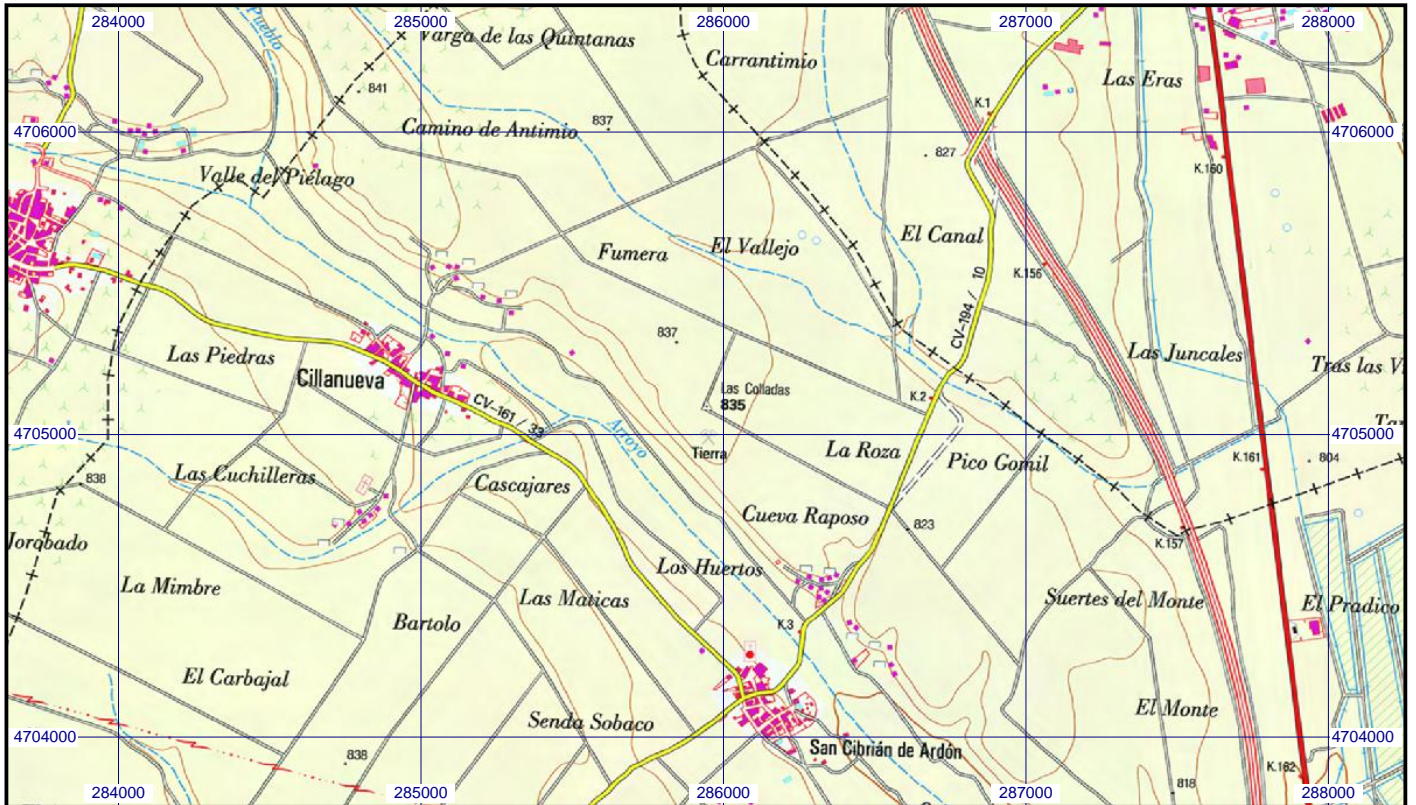 284000
285000
286000
287000
288000
Pueblo
Varga de las Quintanas
Carrantimio
Las Eras
841
K.1
837
4706000
Camino de Antimio
4706000
827
K.160
Valle del Piélago
El Canal
El Vallejo
Fumera
K.156
CV-194 / 10
837
Las Piedras
Las Juncales
Tras las V
Cillanueva
Las Colladas
835
K.2
CV-161 / 33
4705000
Arroyo
4705000
Tierra
La Roza
Pico Gomil
K.161
804
838
Las Cuchilleras
Cascajares
Cueva Raposo
823
Jorobado
K.157
Los Huertos
La Mimbre
Las Maticas
Suertes del Monte
El Pradico
Bartolo
K.3
El Carbajal
Senda Sobaco
El Monte
4704000
4704000
San Cibrián de Ardón
838
K.162
818
284000
285000
286000
287000
288000